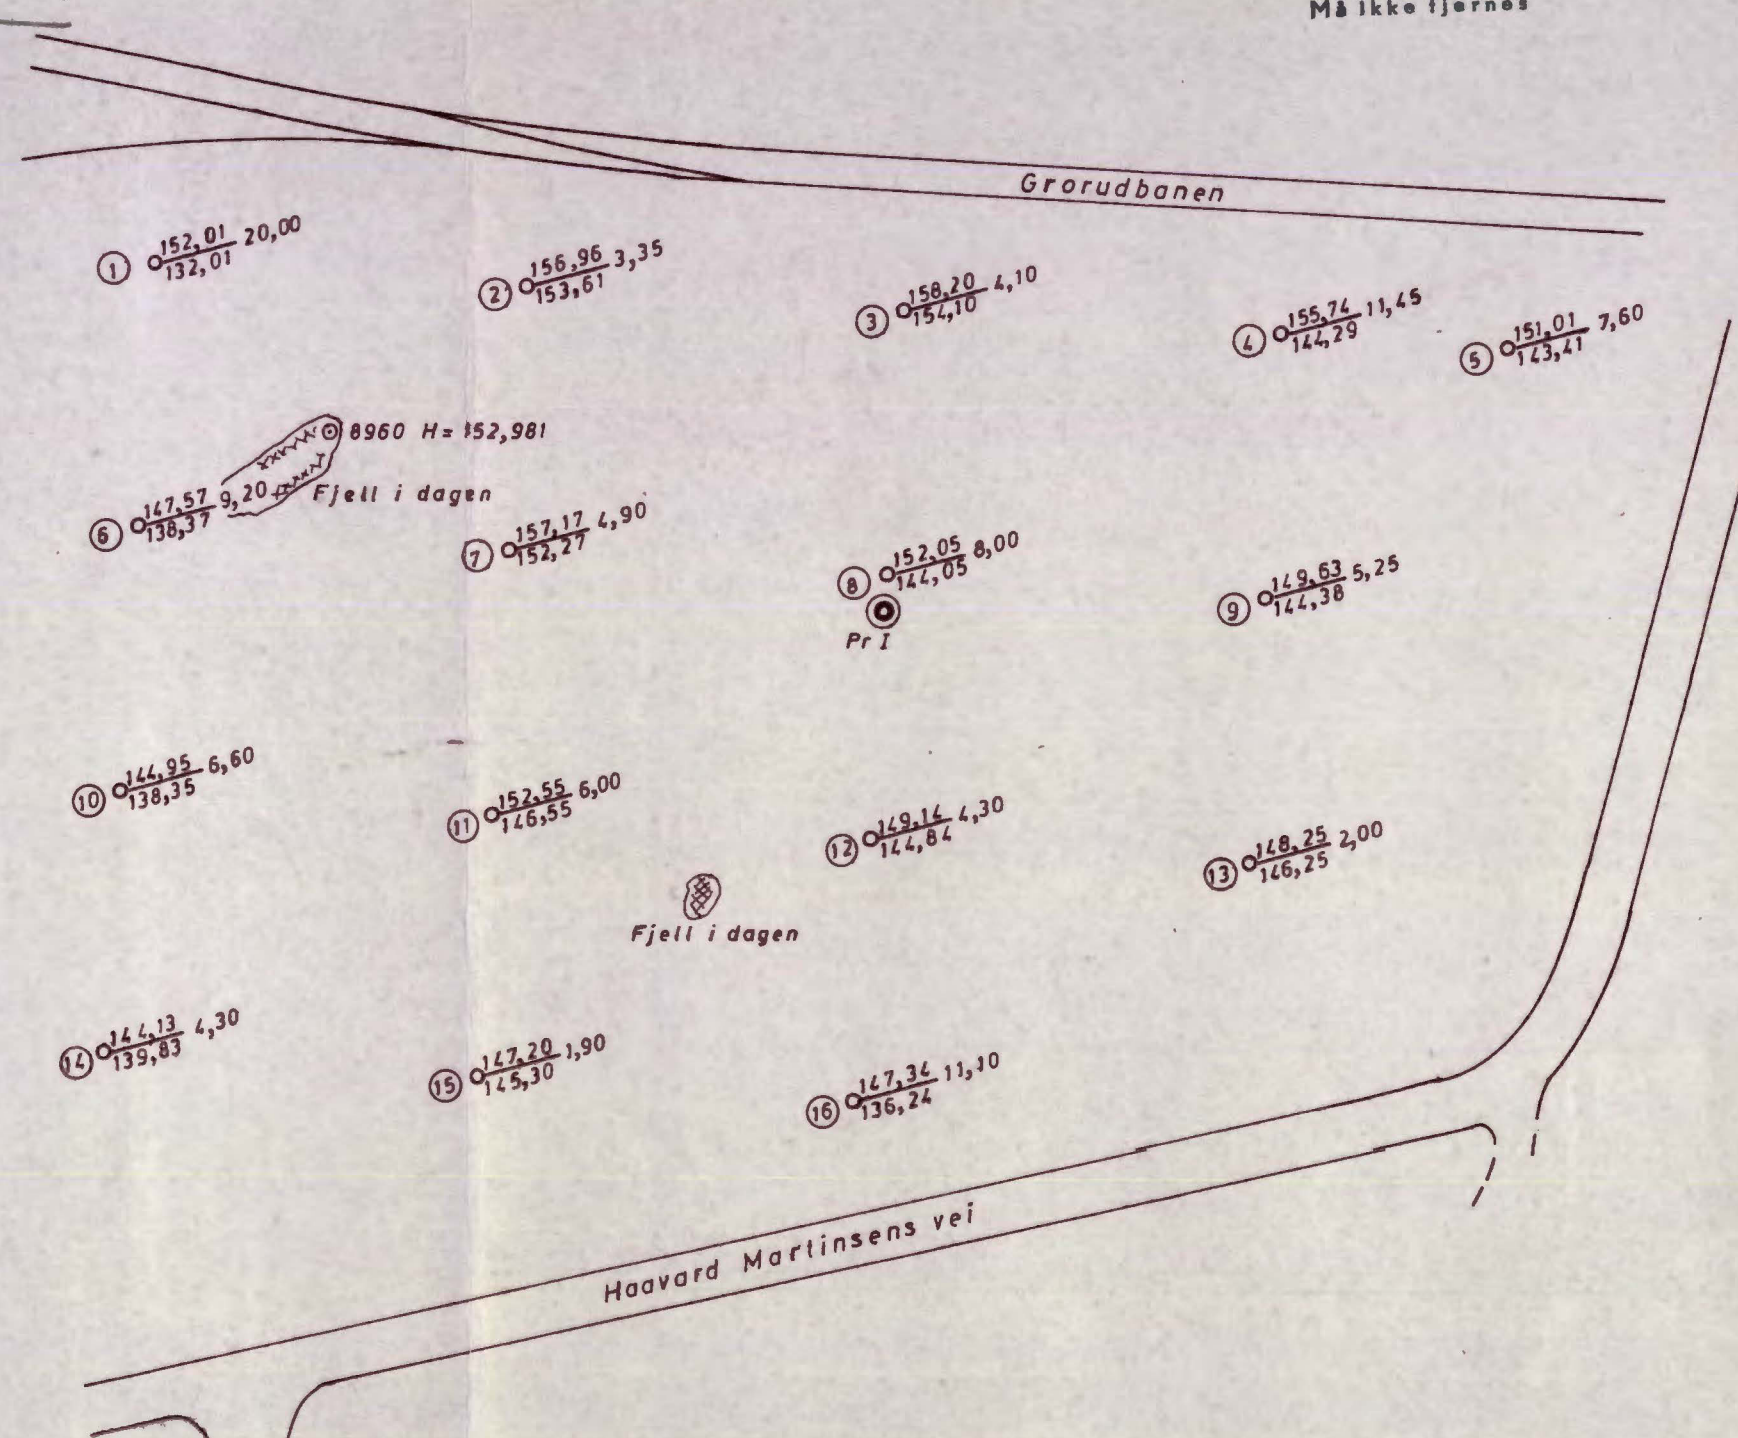 Må ikke fjernes
Grorudbanen
1 152,01 20,00
132,01
2 156,96 3,35
153,61
3 158,20 4,10
154,10
4 155,74 11,45
144,29
5 151,01 7,60
143,41
8960 H = 152,981
Fjell i dagen
6 147,57 9,20
138,37
7 157,17 4,90
152,27
8 152,05 8,00
144,05
Pr I
9 149,63 5,25
144,38
10 144,95 6,60
138,35
11 152,55 6,00
146,55
12 149,14 4,30
144,84
13 148,25 2,00
146,25
Fjell i dagen
14 144,13 4,30
139,83
15 147,20 1,90
145,30
16 147,34 11,10
136,24
Haavard Martinsens vei